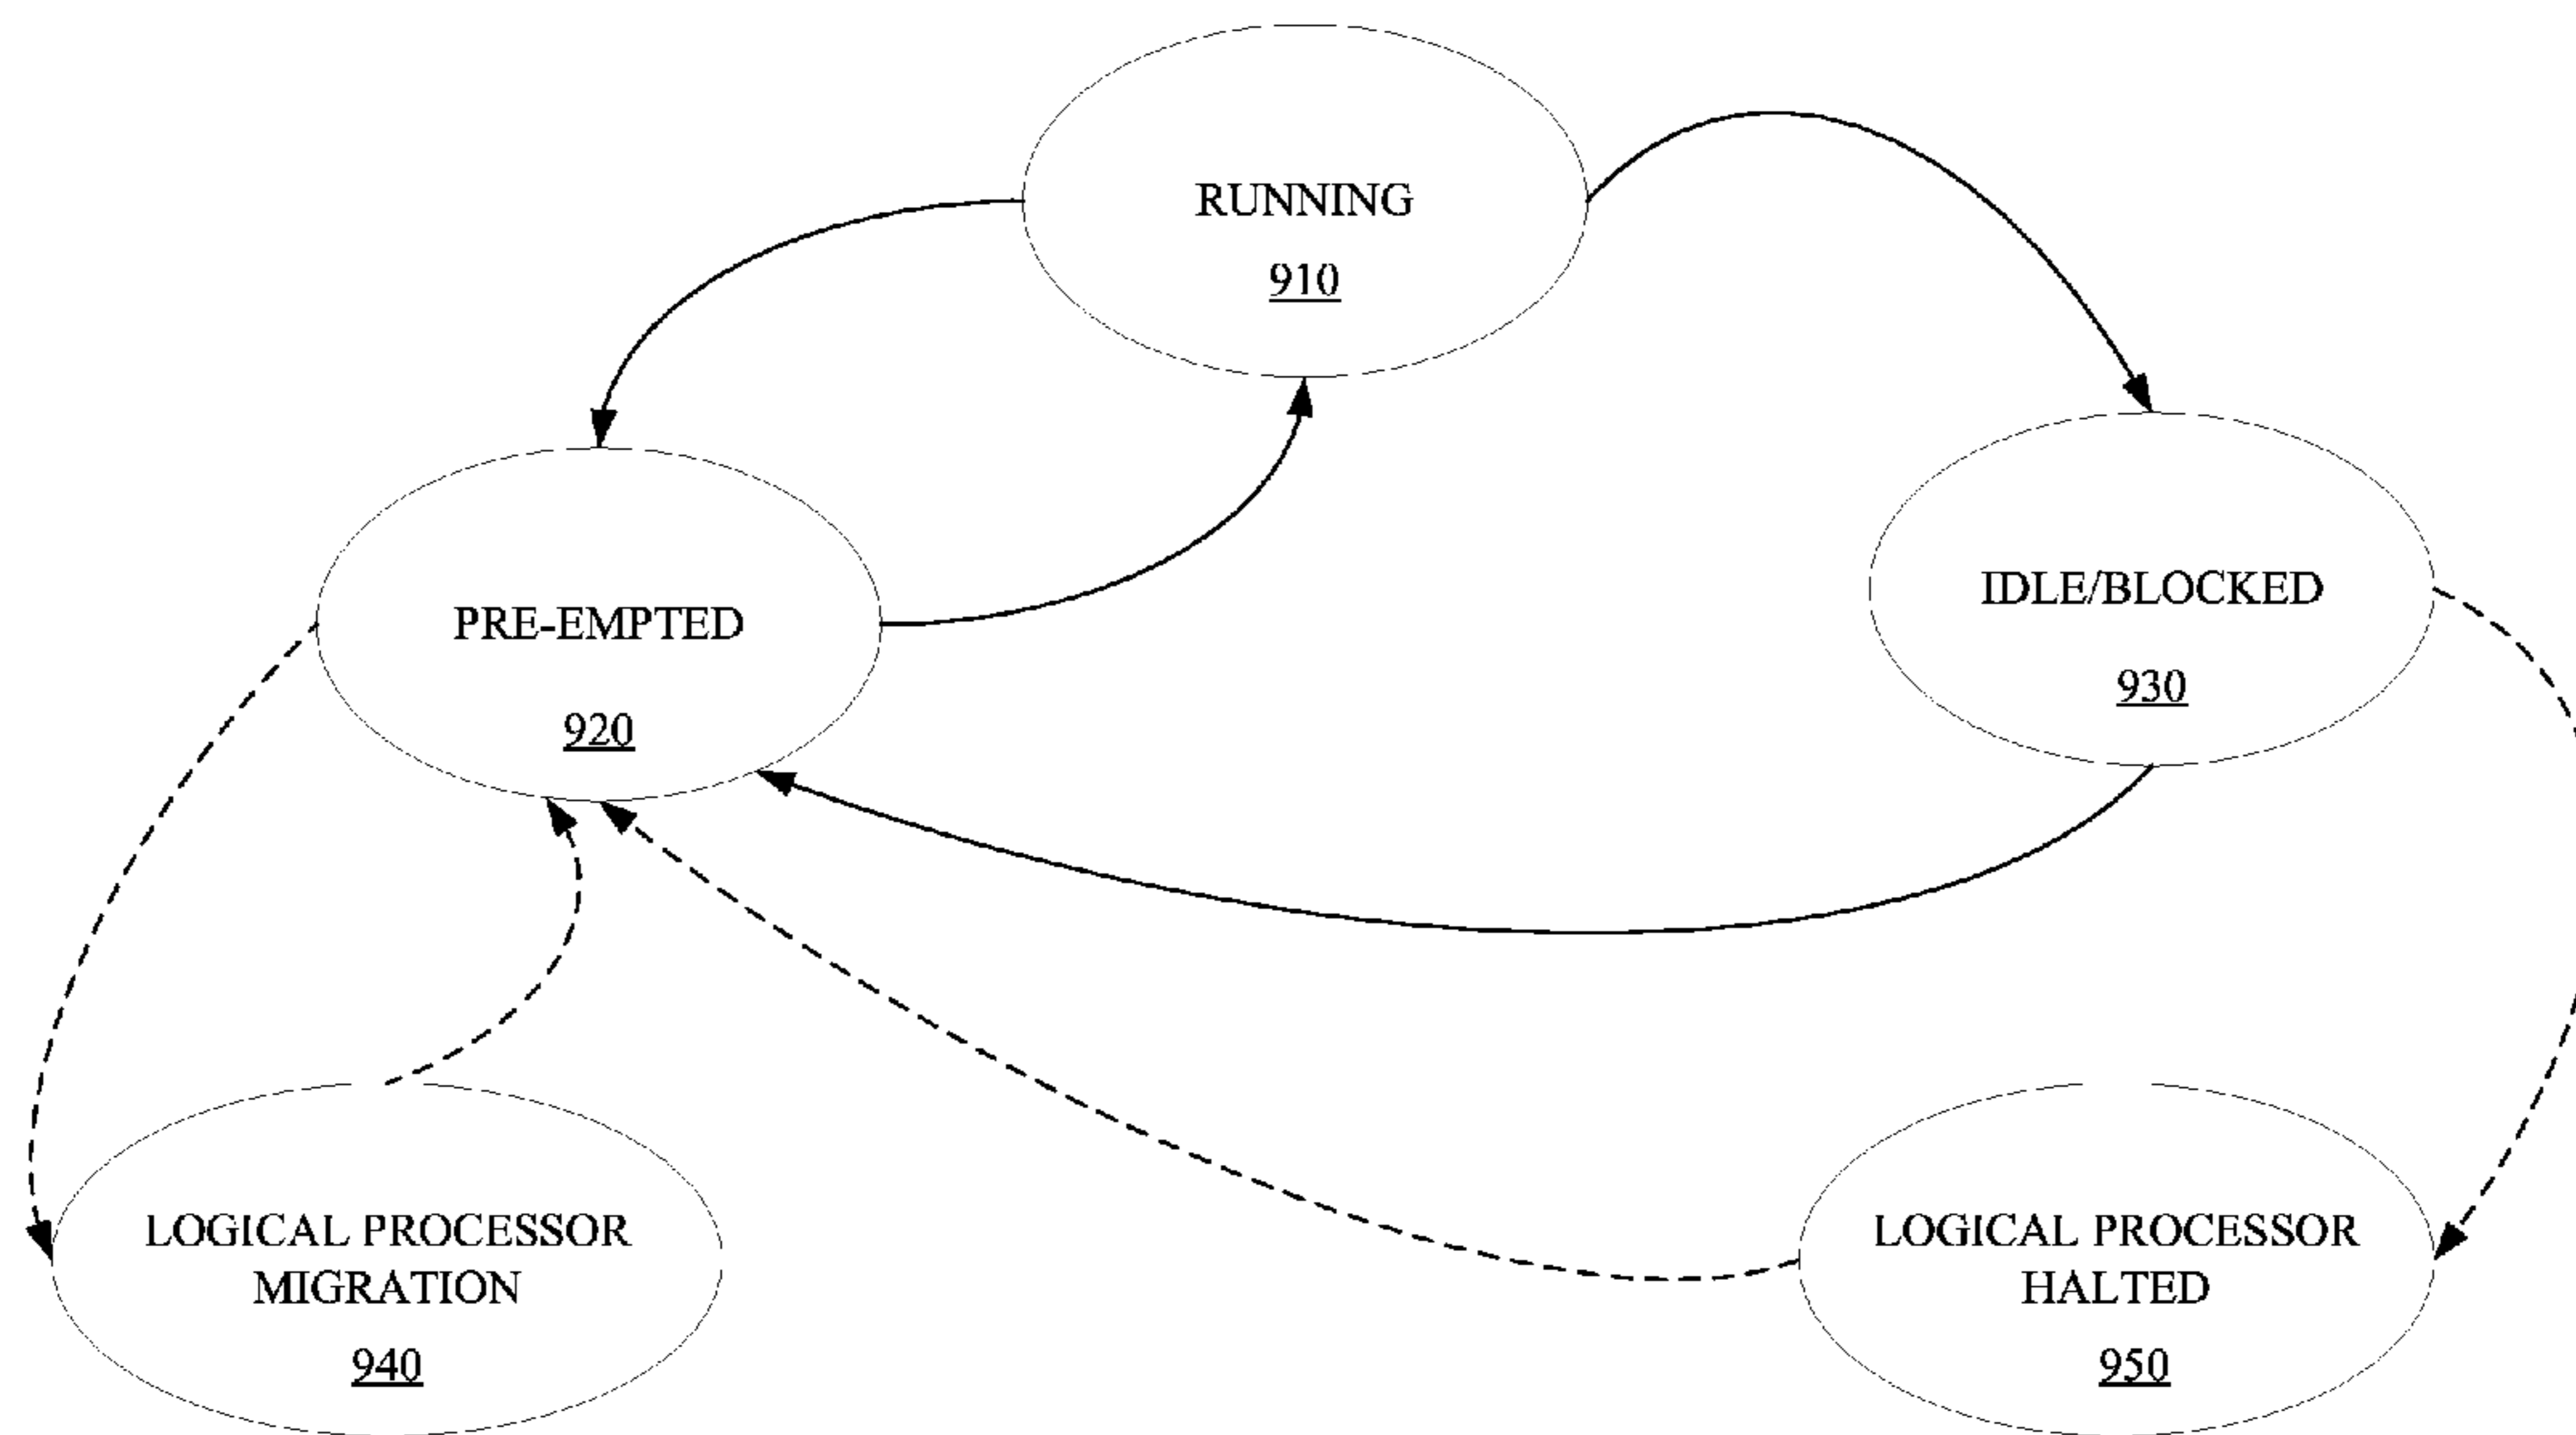 RUNNING
910
PRE-EMPTED
920
IDLE/BLOCKED
930
LOGICAL PROCESSOR
MIGRATION
940
LOGICAL PROCESSOR
HALTED
950